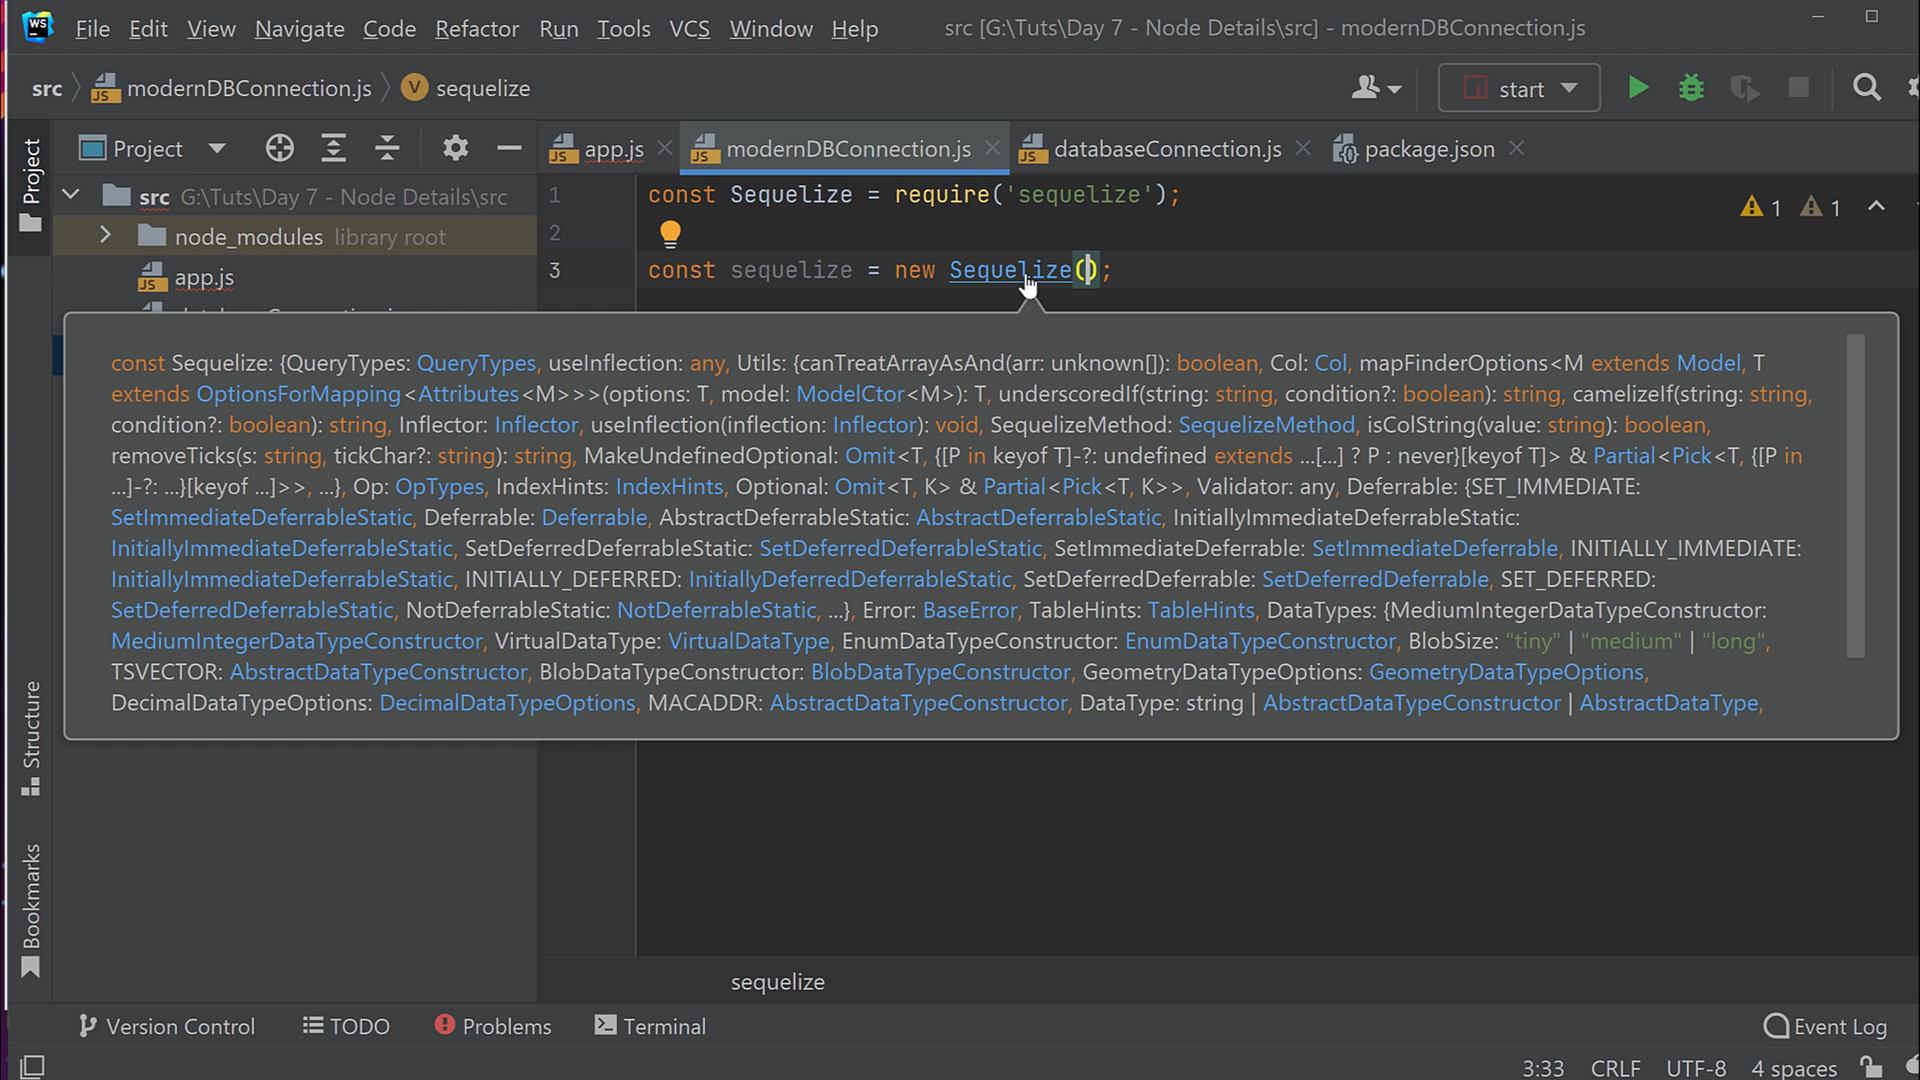 WS File Edit View Navigate Code Refactor Run Tools VCS Window Help src [G:\Tuts\Day 7 - Node Details\src] - modernDBConnection.js
src JS modernDBConnection.js V sequelize start
Project JS app.js JS modernDBConnection.js JS databaseConnection.js {} package.json
Project
src G:\Tuts\Day 7 - Node Details\src
node_modules library root
JS app.js
1 const Sequelize = require('sequelize');
2
3 const sequelize = new Sequelize();
1 1
const Sequelize: {QueryTypes: QueryTypes, useInflection: any, Utils: {canTreatArrayAsAnd(arr: unknown[]): boolean, Col: Col, mapFinderOptions<M extends Model, T
extends OptionsForMapping<Attributes<M>>>(options: T, model: ModelCtor<M>): T, underscoredIf(string: string, condition?: boolean): string, camelizeIf(string: string,
condition?: boolean): string, Inflector: Inflector, useInflection(inflection: Inflector): void, SequelizeMethod: SequelizeMethod, isColString(value: string): boolean,
removeTicks(s: string, tickChar?: string): string, MakeUndefinedOptional: Omit<T, {[P in keyof T]-?: undefined extends ...[...] ? P : never}[keyof T]> & Partial<Pick<T, {[P in
...]-?: ...}[keyof ...]>>, ...}, Op: OpTypes, IndexHints: IndexHints, Optional: Omit<T, K> & Partial<Pick<T, K>>, Validator: any, Deferrable: {SET_IMMEDIATE:
SetImmediateDeferrableStatic, Deferrable: Deferrable, AbstractDeferrableStatic: AbstractDeferrableStatic, InitiallyImmediateDeferrableStatic:
InitiallyImmediateDeferrableStatic, SetDeferredDeferrableStatic: SetDeferredDeferrableStatic, SetImmediateDeferrable: SetImmediateDeferrable, INITIALLY_IMMEDIATE:
InitiallyImmediateDeferrableStatic, INITIALLY_DEFERRED: InitiallyDeferredDeferrableStatic, SetDeferredDeferrable: SetDeferredDeferrable, SET_DEFERRED:
SetDeferredDeferrableStatic, NotDeferrableStatic: NotDeferrableStatic, ...}, Error: BaseError, TableHints: TableHints, DataTypes: {MediumIntegerDataTypeConstructor:
MediumIntegerDataTypeConstructor, VirtualDataType: VirtualDataType, EnumDataTypeConstructor: EnumDataTypeConstructor, BlobSize: "tiny" | "medium" | "long",
TSVECTOR: AbstractDataTypeConstructor, BlobDataTypeConstructor: BlobDataTypeConstructor, GeometryDataTypeOptions: GeometryDataTypeOptions,
DecimalDataTypeOptions: DecimalDataTypeOptions, MACADDR: AbstractDataTypeConstructor, DataType: string | AbstractDataTypeConstructor | AbstractDataType,
Structure
Bookmarks
sequelize
Version Control TODO Problems Terminal Event Log
3:33 CRLF UTF-8 4 spaces